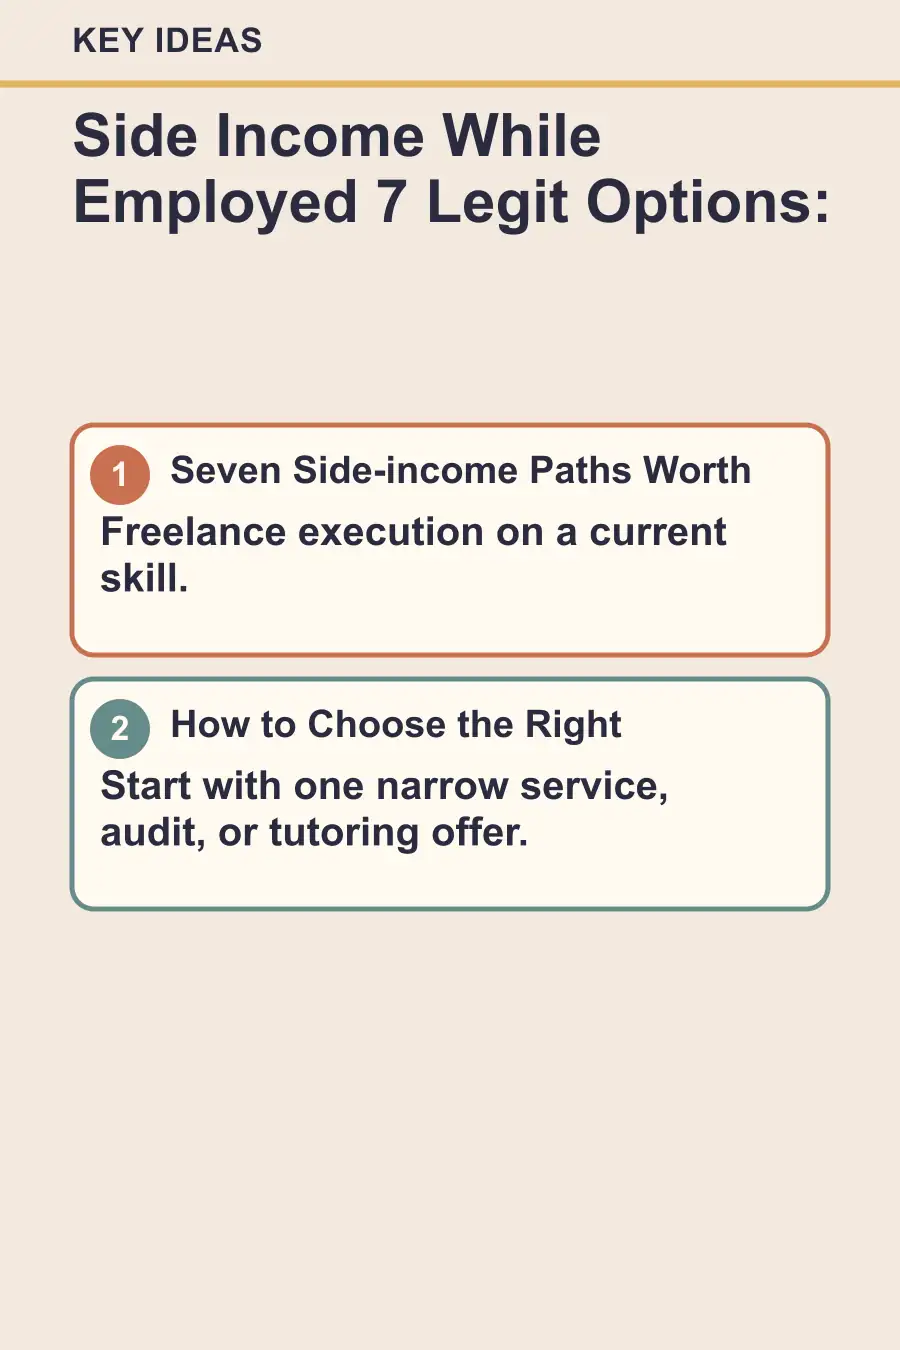 KEY IDEAS
Side Income While
Employed 7 Legit Options:
1 Seven Side-income Paths Worth
Freelance execution on a current
skill.
2 How to Choose the Right
Start with one narrow service,
audit, or tutoring offer.